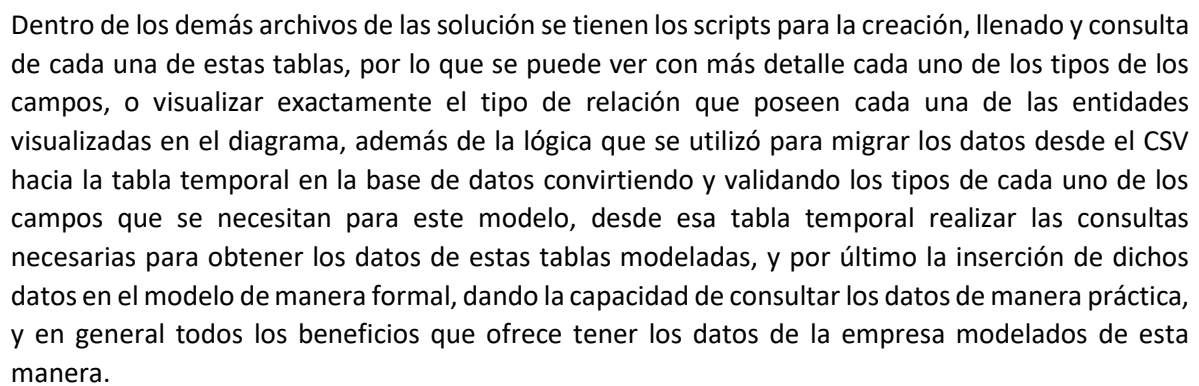 Dentro de los demás archivos de las solución se tienen los scripts para la creación, llenado y consulta
de cada una de estas tablas, por lo que se puede ver con más detalle cada uno de los tipos de los
campos, o visualizar exactamente el tipo de relación que poseen cada una de las entidades
visualizadas en el diagrama, además de la lógica que se utilizó para migrar los datos desde el CSV
hacia la tabla temporal en la base de datos convirtiendo y validando los tipos de cada uno de los
campos que se necesitan para este modelo, desde esa tabla temporal realizar las consultas
necesarias para obtener los datos de estas tablas modeladas, y por último la inserción de dichos
datos en el modelo de manera formal, dando la capacidad de consultar los datos de manera práctica,
y en general todos los beneficios que ofrece tener los datos de la empresa modelados de esta
manera.